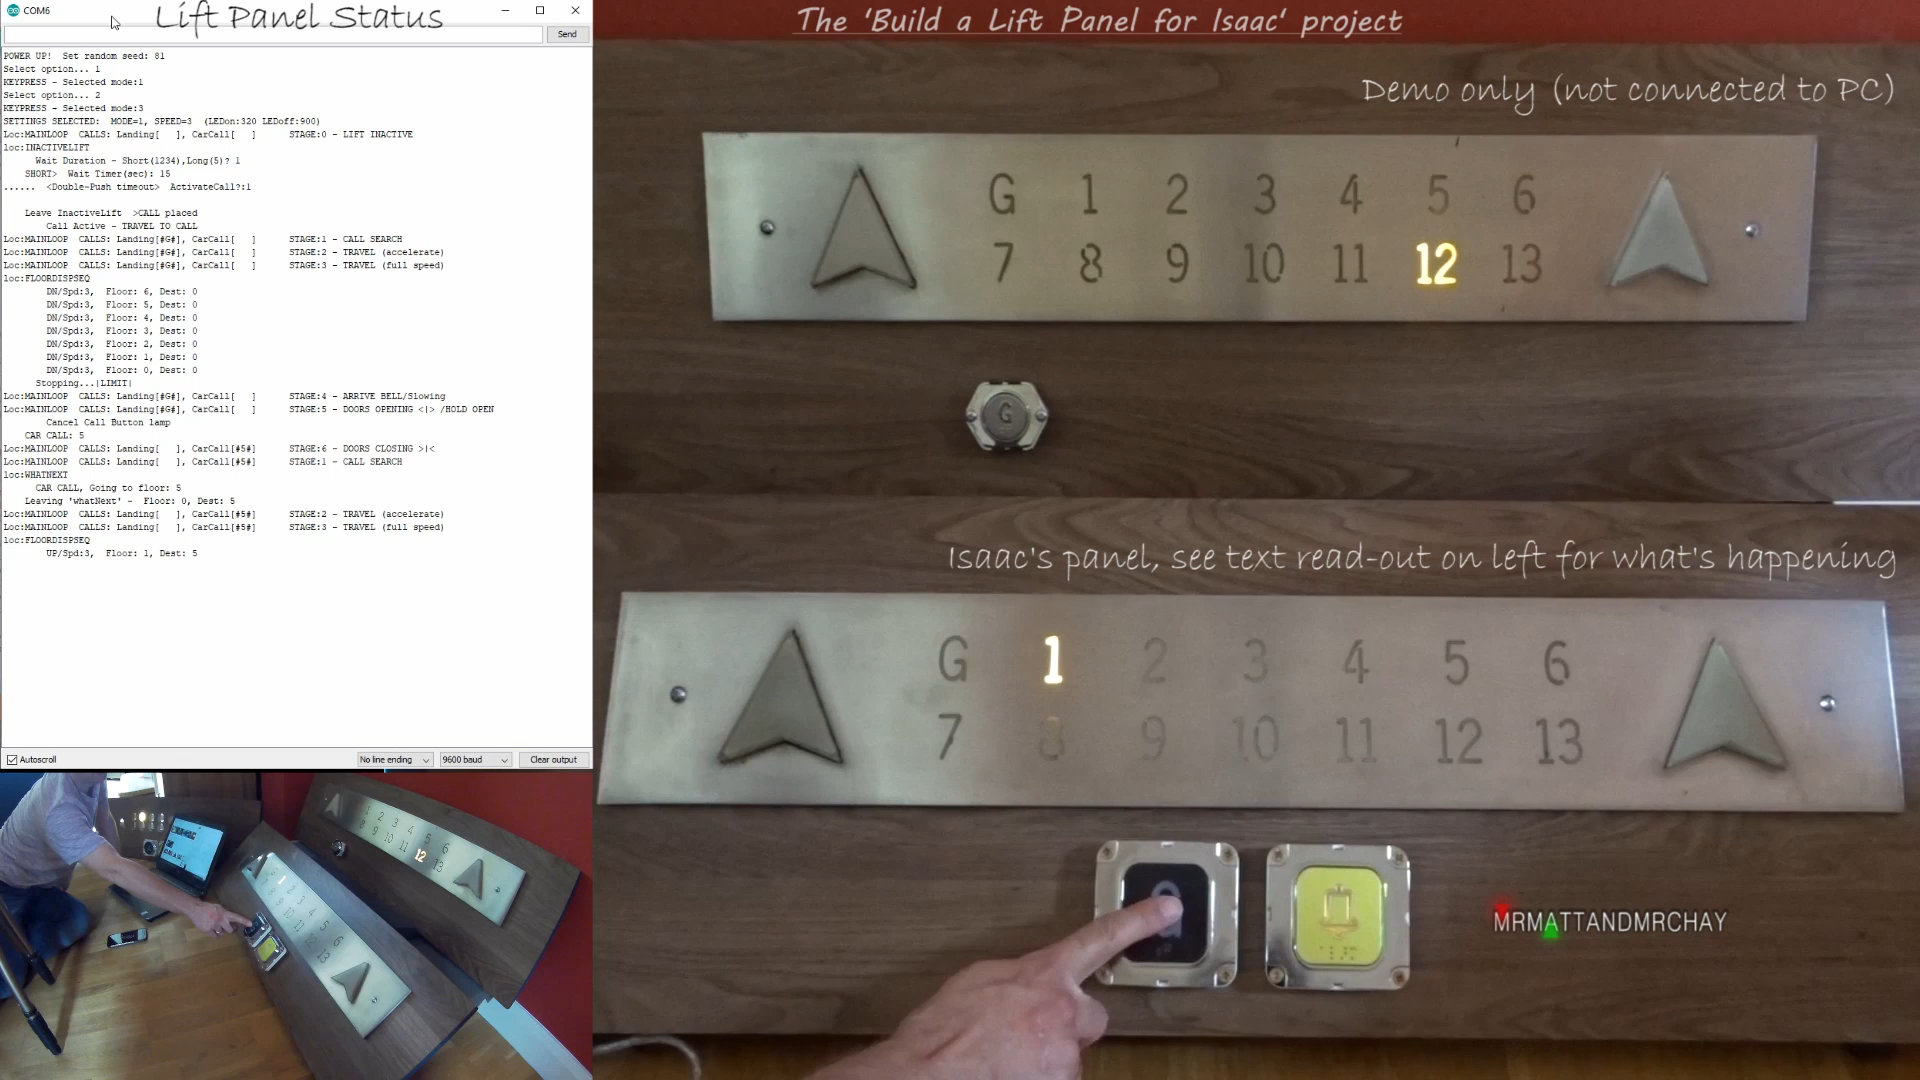 COM6
Lift Panel Status
Send
POWER UP!  Set random seed: 81
Select option... 1
KEYPRESS - Selected mode:1
Select option... 2
KEYPRESS - Selected mode:3
SETTINGS SELECTED:  MODE=1, SPEED=3  (LEDon:320 LEDoff:900)
Loc:MAINLOOP  CALLS: Landing[   ], CarCall[   ]      STAGE:0 - LIFT INACTIVE
loc:INACTIVELIFT
Wait Duration - Short(1234),Long(5)? 1
SHORT>  Wait Timer(sec): 15
......  <Double-Push timeout>  ActivateCall?:1
Leave InactiveLift  >CALL placed
Call Active - TRAVEL TO CALL
Loc:MAINLOOP  CALLS: Landing[#G#], CarCall[   ]      STAGE:1 - CALL SEARCH
Loc:MAINLOOP  CALLS: Landing[#G#], CarCall[   ]      STAGE:2 - TRAVEL (accelerate)
Loc:MAINLOOP  CALLS: Landing[#G#], CarCall[   ]      STAGE:3 - TRAVEL (full speed)
loc:FLOORDISPSEQ
DN/Spd:3,  Floor: 6, Dest: 0
DN/Spd:3,  Floor: 5, Dest: 0
DN/Spd:3,  Floor: 4, Dest: 0
DN/Spd:3,  Floor: 3, Dest: 0
DN/Spd:3,  Floor: 2, Dest: 0
DN/Spd:3,  Floor: 1, Dest: 0
DN/Spd:3,  Floor: 0, Dest: 0
Stopping...|LIMIT|
Loc:MAINLOOP  CALLS: Landing[#G#], CarCall[   ]      STAGE:4 - ARRIVE BELL/Slowing
Loc:MAINLOOP  CALLS: Landing[#G#], CarCall[   ]      STAGE:5 - DOORS OPENING <|> /HOLD OPEN
Cancel Call Button lamp
CAR CALL: 5
Loc:MAINLOOP  CALLS: Landing[   ], CarCall[#5#]      STAGE:6 - DOORS CLOSING >|<
Loc:MAINLOOP  CALLS: Landing[   ], CarCall[#5#]      STAGE:1 - CALL SEARCH
loc:WHATNEXT
CAR CALL, Going to floor: 5
Leaving 'whatNext' -  Floor: 0, Dest: 5
Loc:MAINLOOP  CALLS: Landing[   ], CarCall[#5#]      STAGE:2 - TRAVEL (accelerate)
Loc:MAINLOOP  CALLS: Landing[   ], CarCall[#5#]      STAGE:3 - TRAVEL (full speed)
loc:FLOORDISPSEQ
UP/Spd:3,  Floor: 1, Dest: 5
Autoscroll
No line ending
9600 baud
Clear output
The 'Build a Lift Panel for Isaac' project
Demo only (not connected to PC)
G 1 2 3 4 5 6
7 8 9 10 11 12 13
G
Isaac's panel, see text read-out on left for what's happening
G 1 2 3 4 5 6
7 8 9 10 11 12 13
MRMATTANDMRCHAY